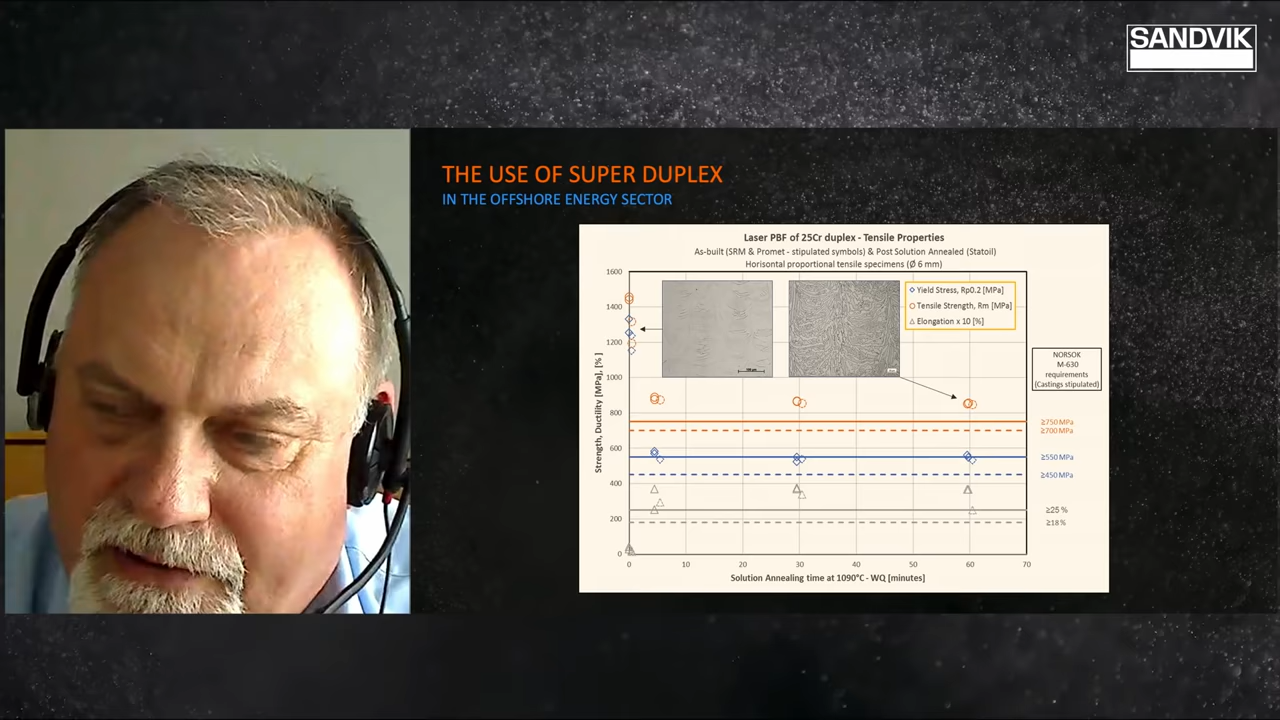 SANDVIK
THE USE OF SUPER DUPLEX
IN THE OFFSHORE ENERGY SECTOR
Laser PBF of 25Cr duplex - Tensile Properties
As-built (SRM & Promet - stipulated symbols) & Post Solution Annealed (Statoil)
Horisontal proportional tensile specimens (Ø 6 mm)
Strength, Ductility [MPa], [% ]
1600
1400
1200
1000
800
600
400
200
0
Yield Stress, Rp0.2 [MPa]
Tensile Strength, Rm [MPa]
Elongation x 10 [%]
NORSOK
M-630
requirements
(Castings stipulated)
≥750 MPa
≥700 MPa
≥550 MPa
≥450 MPa
≥25 %
≥18 %
0 10 20 30 40 50 60 70
Solution Annealing time at 1090°C - WQ [minutes]